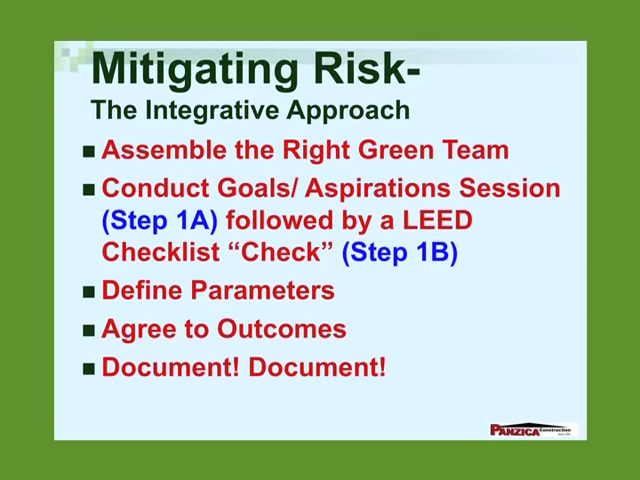 Mitigating Risk-
The Integrative Approach
Assemble the Right Green Team
Conduct Goals/ Aspirations Session
(Step 1A) followed by a LEED
Checklist “Check” (Step 1B)
Define Parameters
Agree to Outcomes
Document! Document!
PANZICA Construction